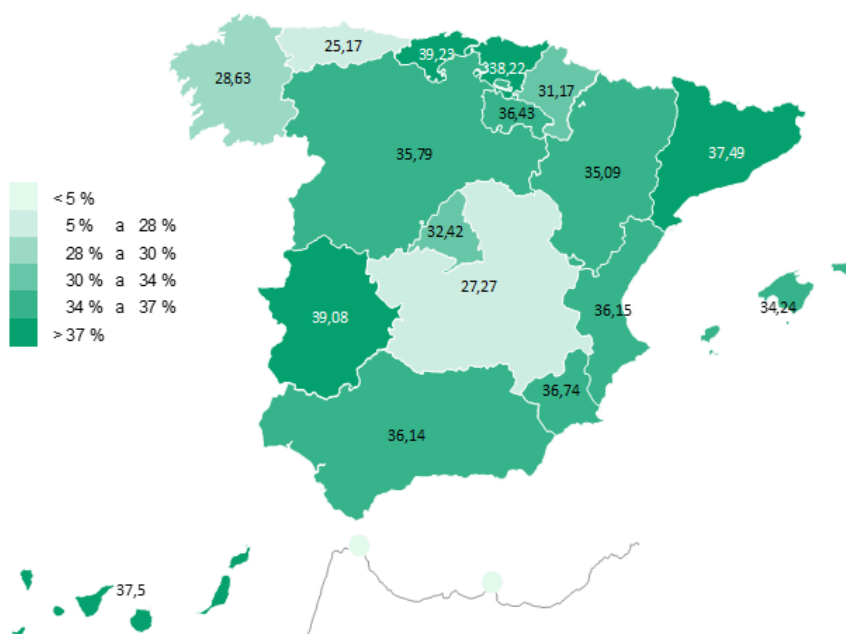 25,17
39,23
338,22
28,63
31,17
36,43
35,79
35,09
37,49
< 5 %
5 % a 28 %
28 % a 30 %
30 % a 34 %
34 % a 37 %
> 37 %
32,42
27,27
39,08
36,15
34,24
36,74
36,14
37,5